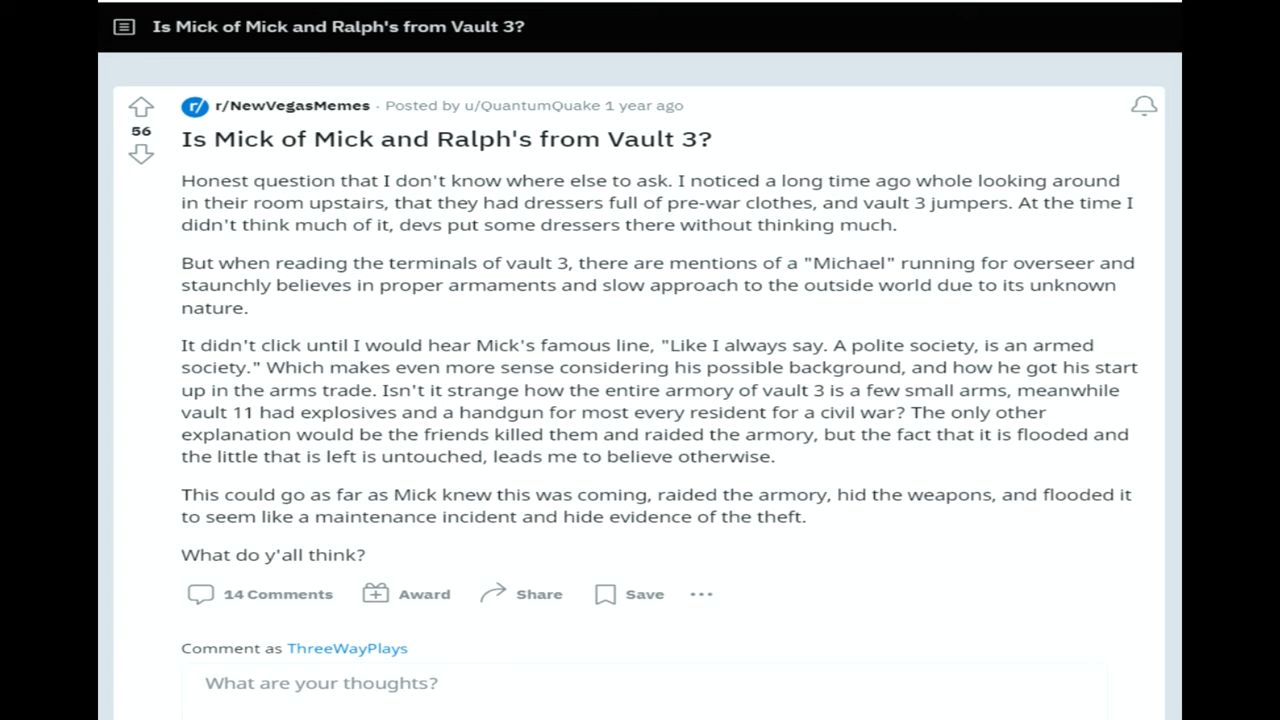 Is Mick of Mick and Ralph's from Vault 3?
r/NewVegasMemes · Posted by u/QuantumQuake 1 year ago
56
Is Mick of Mick and Ralph's from Vault 3?
Honest question that I don't know where else to ask. I noticed a long time ago whole looking around
in their room upstairs, that they had dressers full of pre-war clothes, and vault 3 jumpers. At the time I
didn't think much of it, devs put some dressers there without thinking much.
But when reading the terminals of vault 3, there are mentions of a "Michael" running for overseer and
staunchly believes in proper armaments and slow approach to the outside world due to its unknown
nature.
It didn't click until I would hear Mick's famous line, "Like I always say. A polite society, is an armed
society." Which makes even more sense considering his possible background, and how he got his start
up in the arms trade. Isn't it strange how the entire armory of vault 3 is a few small arms, meanwhile
vault 11 had explosives and a handgun for most every resident for a civil war? The only other
explanation would be the friends killed them and raided the armory, but the fact that it is flooded and
the little that is left is untouched, leads me to believe otherwise.
This could go as far as Mick knew this was coming, raided the armory, hid the weapons, and flooded it
to seem like a maintenance incident and hide evidence of the theft.
What do y'all think?
14 Comments Award Share Save ...
Comment as ThreeWayPlays
What are your thoughts?